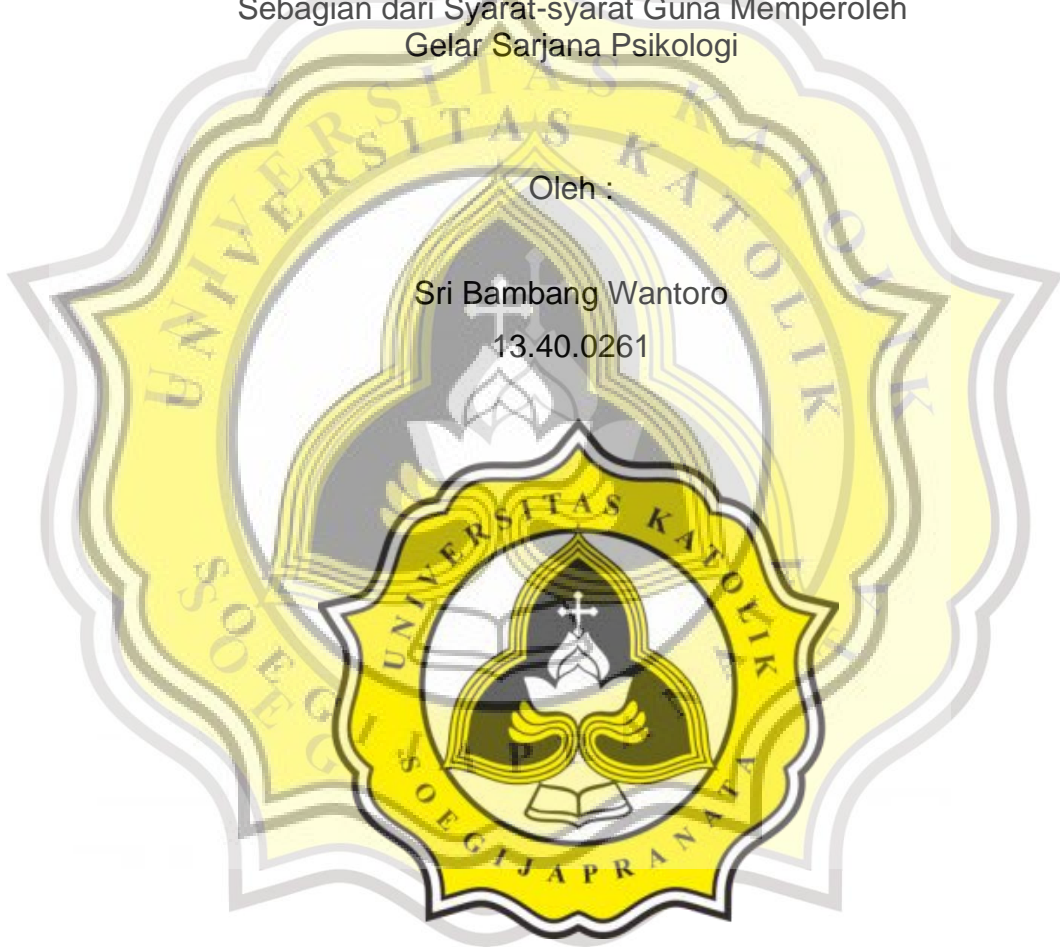 Sebagian dari Syarat-syarat Guna Memperoleh
Gelar Sarjana Psikologi
Oleh :
Sri Bambang Wantoro
13.40.0261
UNIVERSITAS KATOLIK
SOEGIJAPRANATA